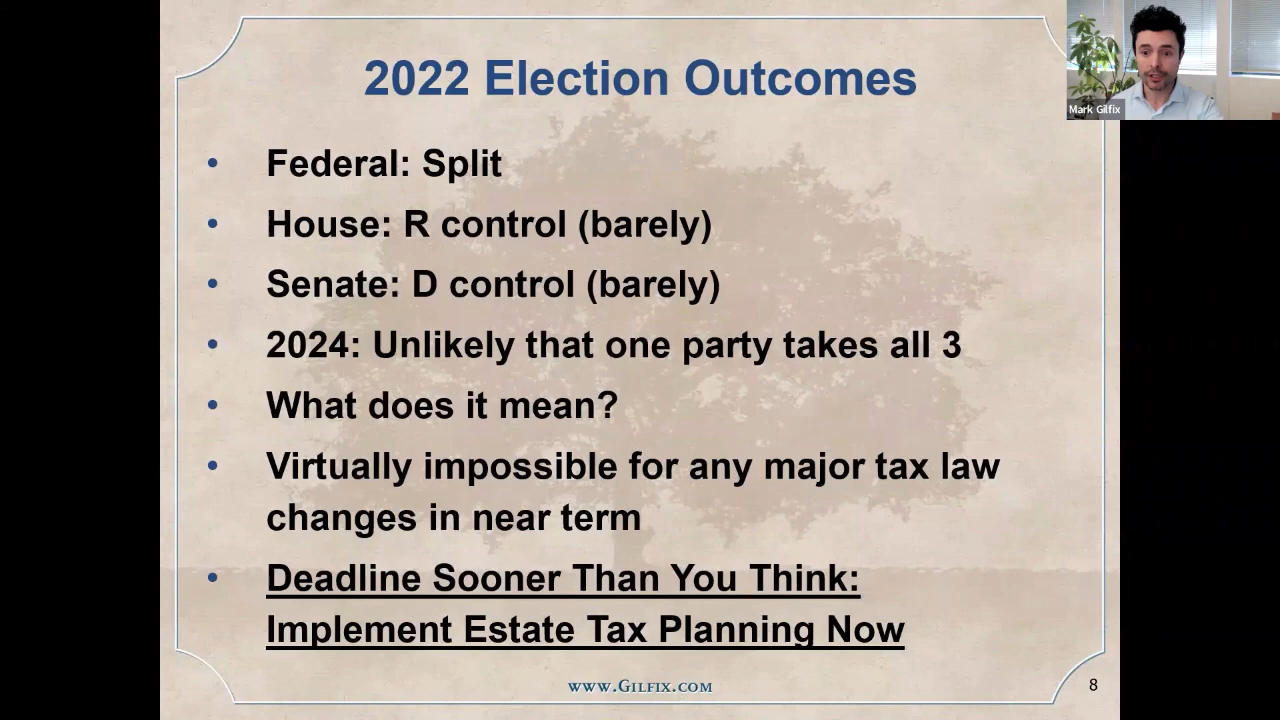 2022 Election Outcomes
Mark Gilfix
• Federal: Split
• House: R control (barely)
• Senate: D control (barely)
• 2024: Unlikely that one party takes all 3
• What does it mean?
• Virtually impossible for any major tax law
changes in near term
• Deadline Sooner Than You Think:
Implement Estate Tax Planning Now
www.Gilfix.com
8